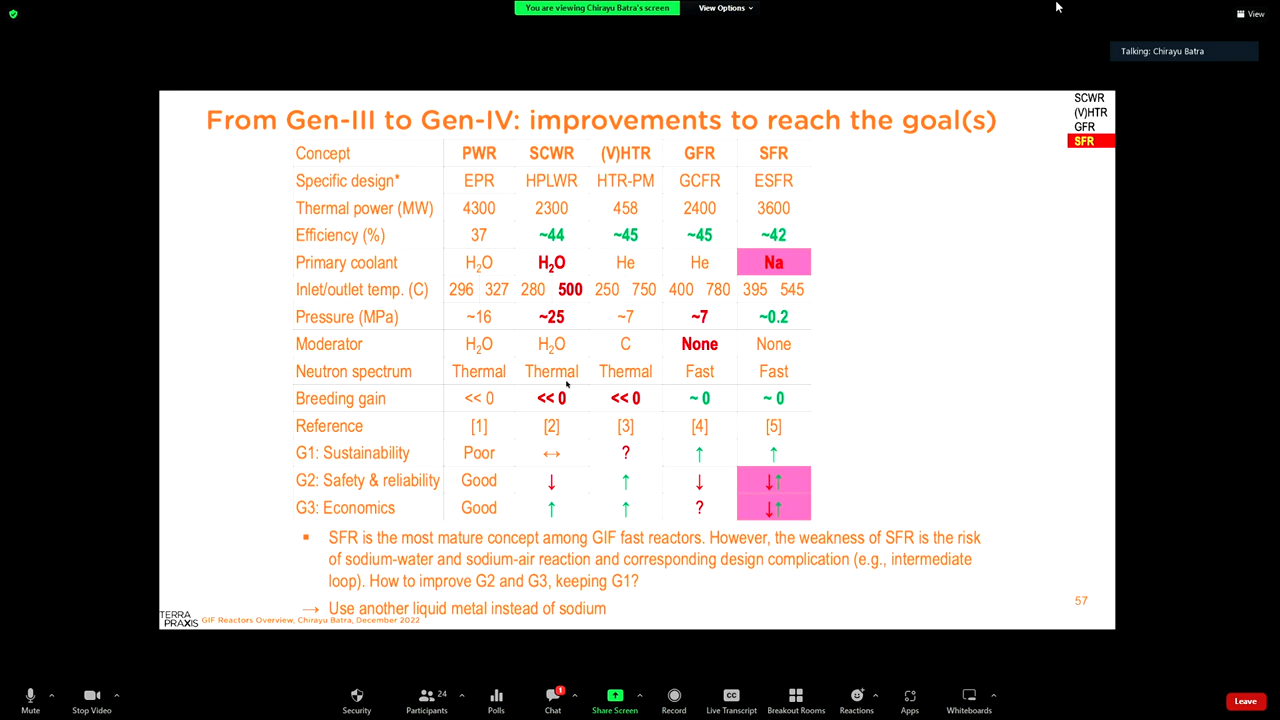 You are viewing Chirayu Batra's screen
View Options
View
Talking: Chirayu Batra
From Gen-III to Gen-IV: improvements to reach the goal(s)
SCWR
(V)HTR
GFR
SFR
Concept PWR SCWR (V)HTR GFR SFR
Specific design* EPR HPLWR HTR-PM GCFR ESFR
Thermal power (MW) 4300 2300 458 2400 3600
Efficiency (%) 37 ~44 ~45 ~45 ~42
Primary coolant H₂O H₂O He He Na
Inlet/outlet temp. (C) 296 327 280 500 250 750 400 780 395 545
Pressure (MPa) ~16 ~25 ~7 ~7 ~0.2
Moderator H₂O H₂O C None None
Neutron spectrum Thermal Thermal Thermal Fast Fast
Breeding gain << 0 << 0 << 0 ~ 0 ~ 0
Reference [1] [2] [3] [4] [5]
G1: Sustainability Poor ↔ ? ↑ ↑
G2: Safety & reliability Good ↓ ↑ ↓ ↓↑
G3: Economics Good ↑ ↑ ? ↓↑
▪ SFR is the most mature concept among GIF fast reactors. However, the weakness of SFR is the risk
of sodium-water and sodium-air reaction and corresponding design complication (e.g., intermediate
loop). How to improve G2 and G3, keeping G1?
→ Use another liquid metal instead of sodium
57
TERRA
PRAXIS
GIF Reactors Overview, Chirayu Batra, December 2022
Mute
Stop Video
Security
Participants 24
Polls
Chat 1
Share Screen
Record
CC
Live Transcript
Breakout Rooms
Reactions
Apps
Whiteboards
Leave